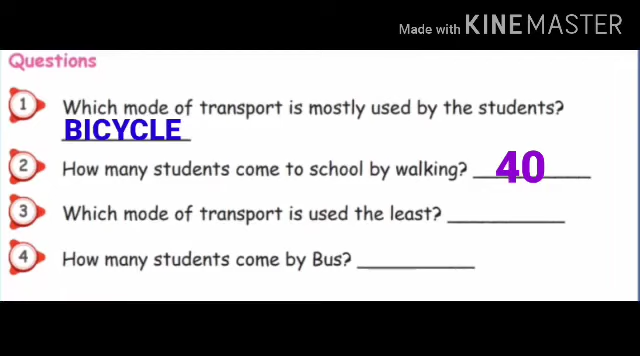 Made with KINEMASTER
Questions
1 Which mode of transport is mostly used by the students?
BICYCLE
2 How many students come to school by walking? 40
3 Which mode of transport is used the least?
4 How many students come by Bus?